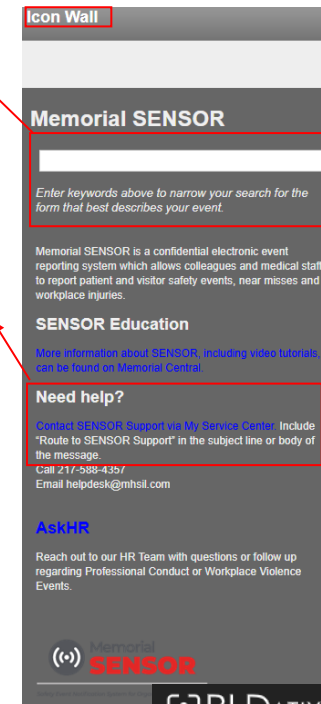 Icon Wall
Memorial SENSOR
Enter keywords above to narrow your search for the
form that best describes your event.
Memorial SENSOR is a confidential electronic event
reporting system which allows colleagues and medical staff
to report patient and visitor safety events, near misses and
workplace injuries.
SENSOR Education
More information about SENSOR, including video tutorials,
can be found on Memorial Central.
Need help?
Contact SENSOR Support via My Service Center. Include
"Route to SENSOR Support" in the subject line or body of
the message.
Call 217-588-4357
Email helpdesk@mhsil.com
AskHR
Reach out to our HR Team with questions or follow up
regarding Professional Conduct or Workplace Violence
Events.
Memorial
SENSOR